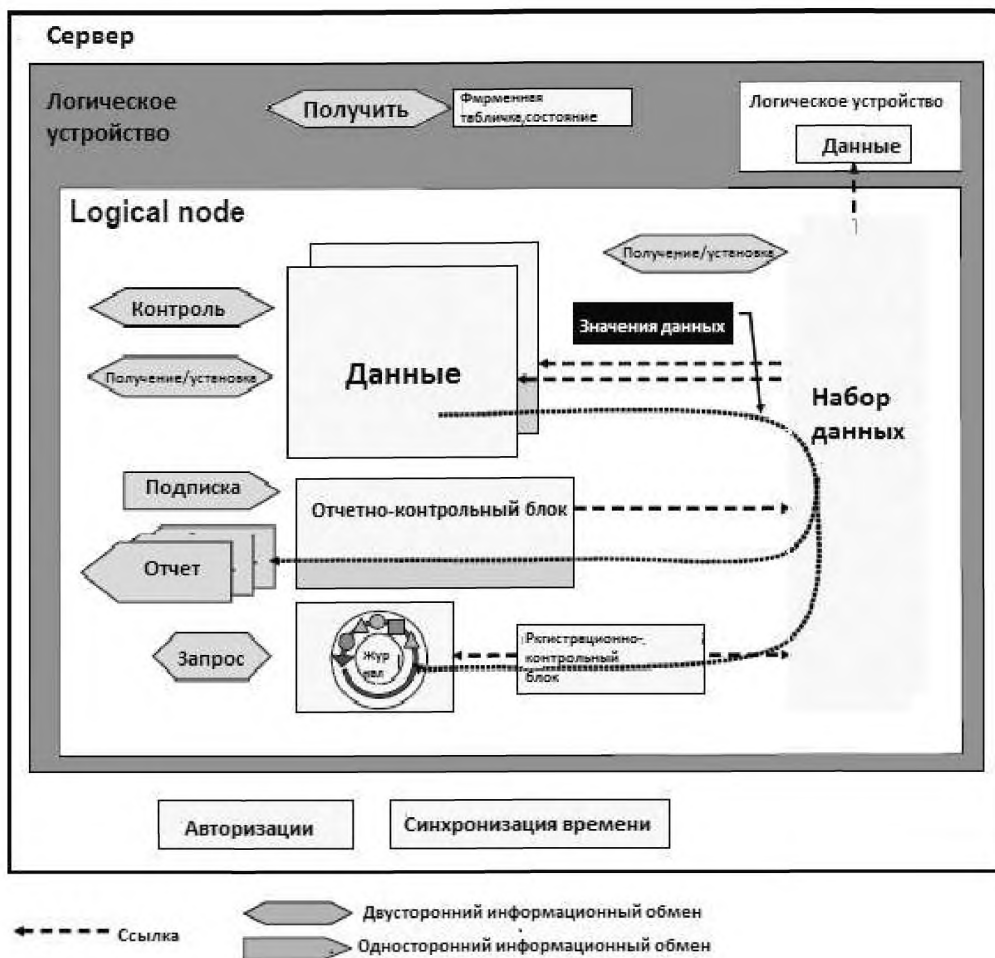 Сервер
Логическое
устройство
Получить
Фмрменная
табличка,состояние
Логическое устройство
Данные
Logical node
Получение/установка
Контроль
Значения данных
Получение/установка
Данные
Набор
данных
Подписка
Отчетно-контрольный блок
Отчет
Запрос
Жур
нал
Ргистрационно-
контрольный
блок
Авторизации
Синхронизация времени
Ссылка
Двусторонний информационный обмен
Односторонний информационный обмен